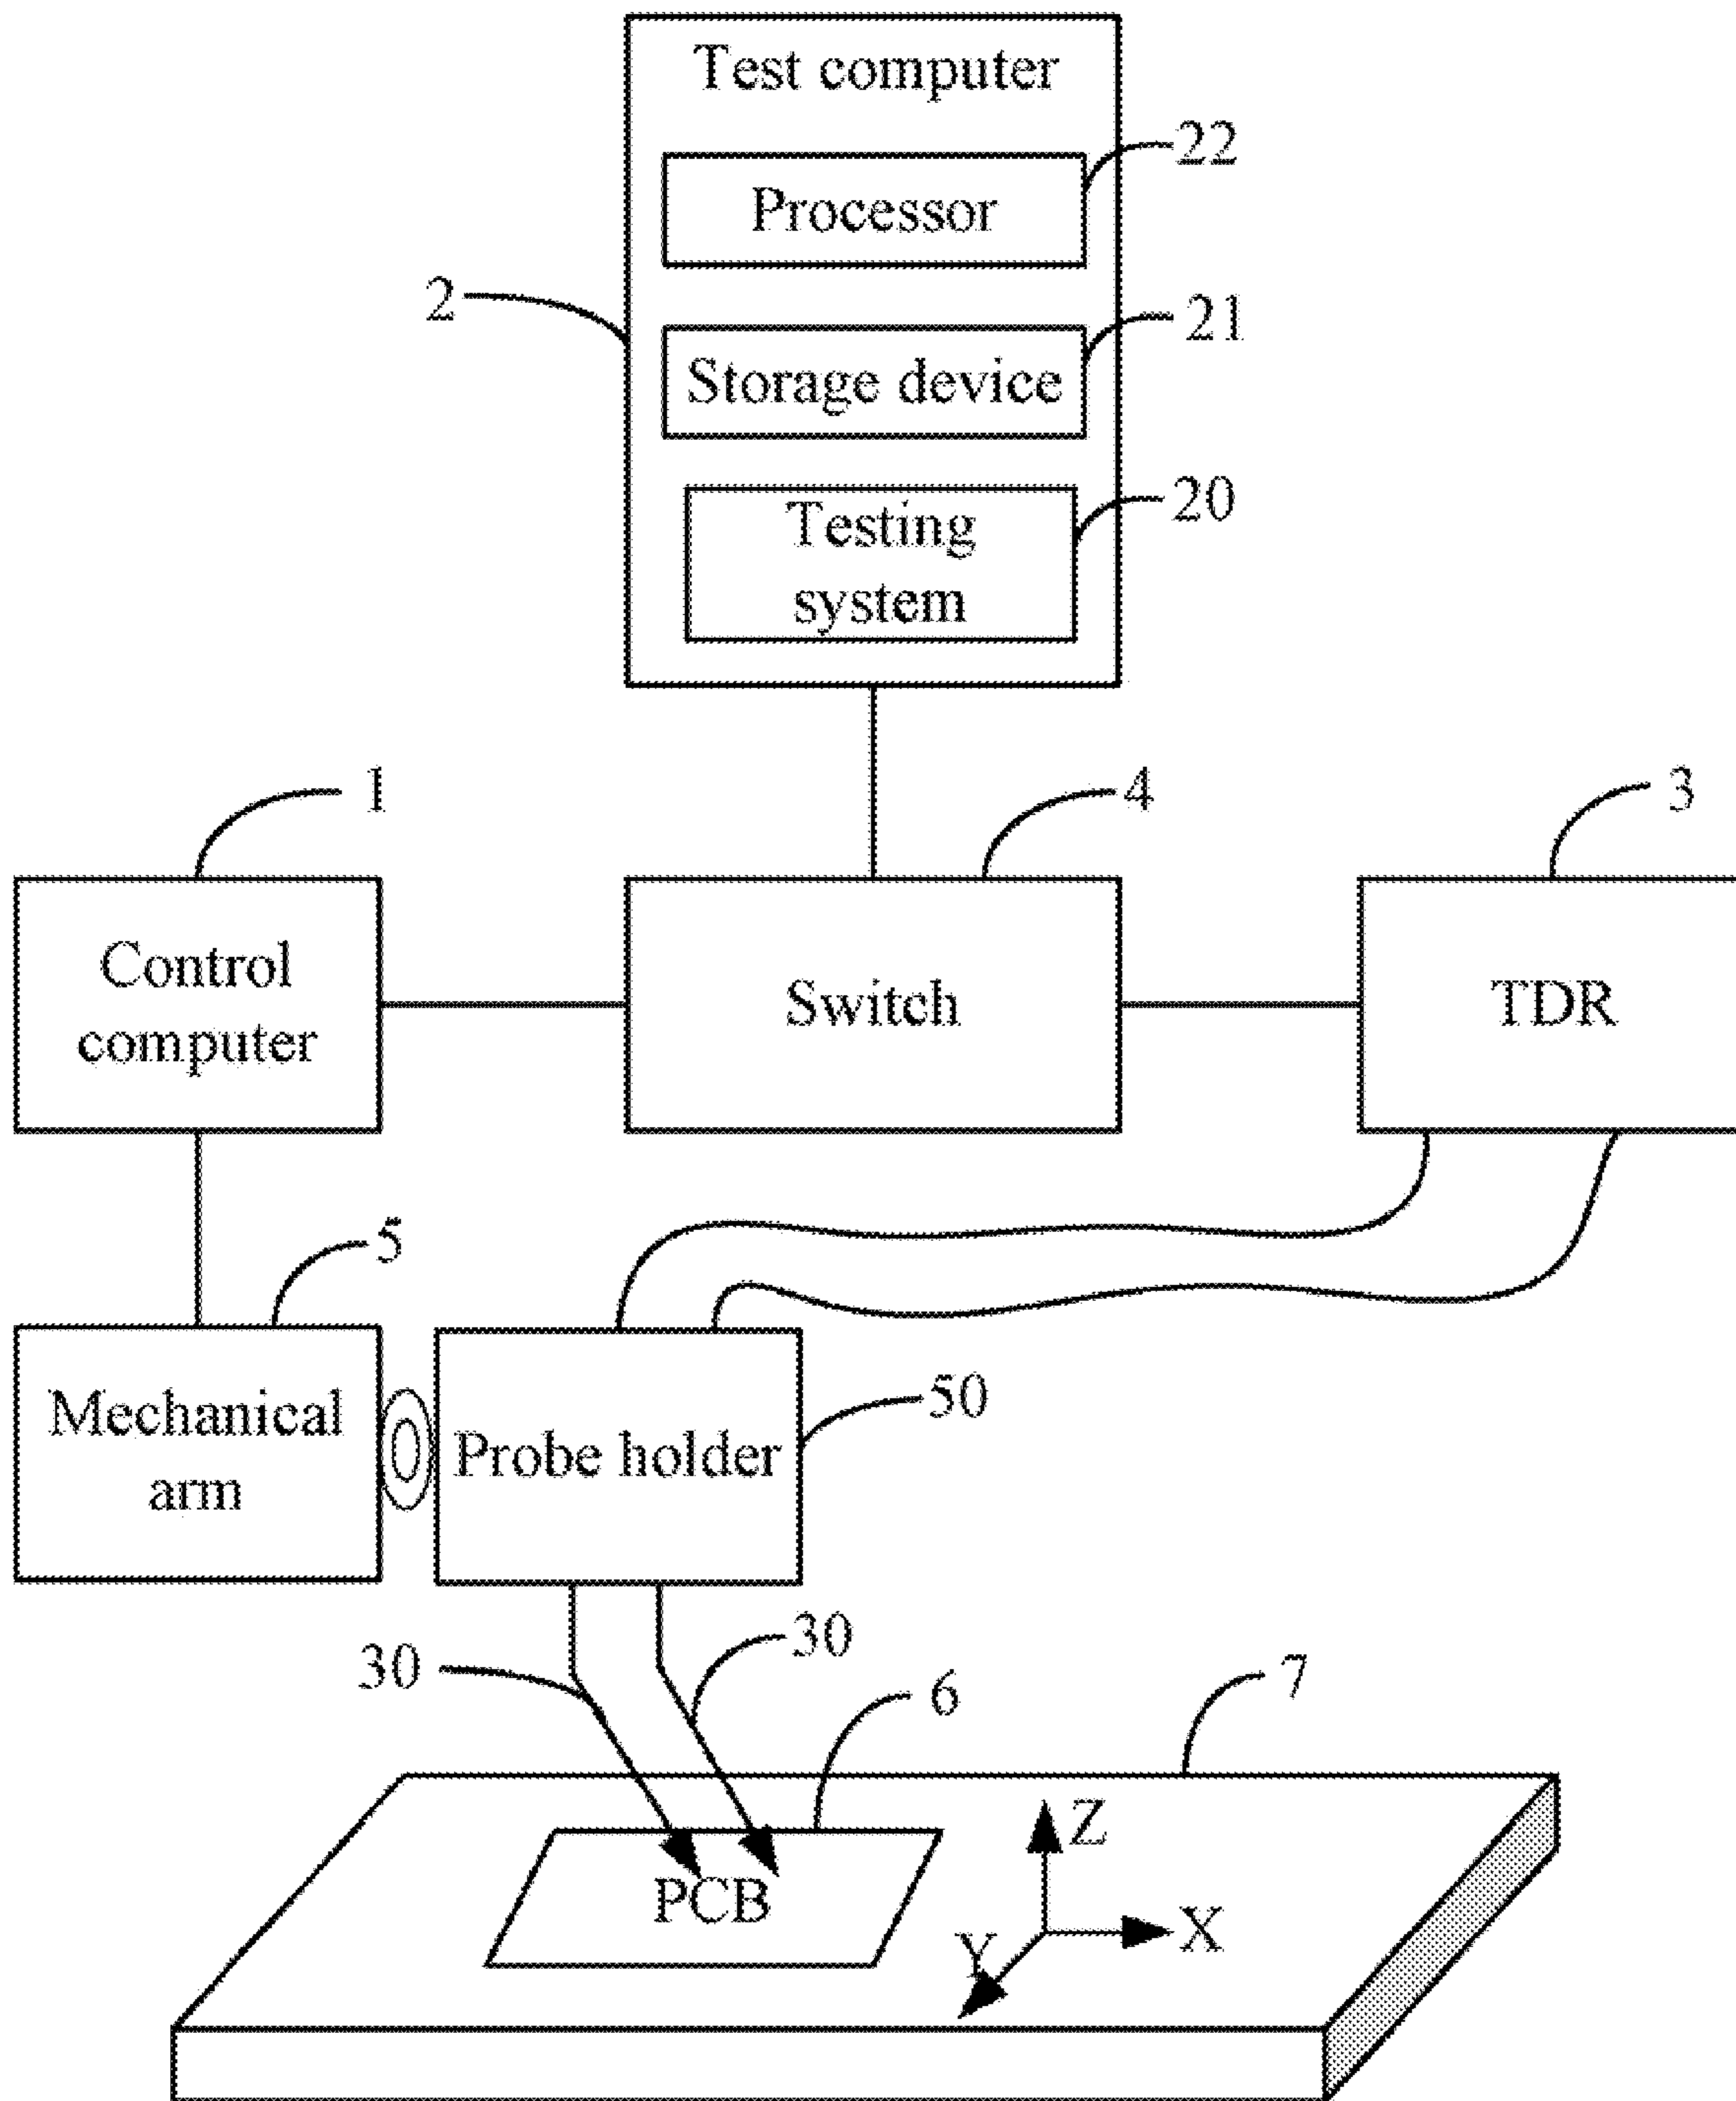 Test computer
22
Processor
2
21
Storage device
20
Testing
system
1
4
3
Control
computer
Switch
TDR
5
Mechanical
arm
50
Probe holder
30
30
6
7
Z
PCB
X
Y